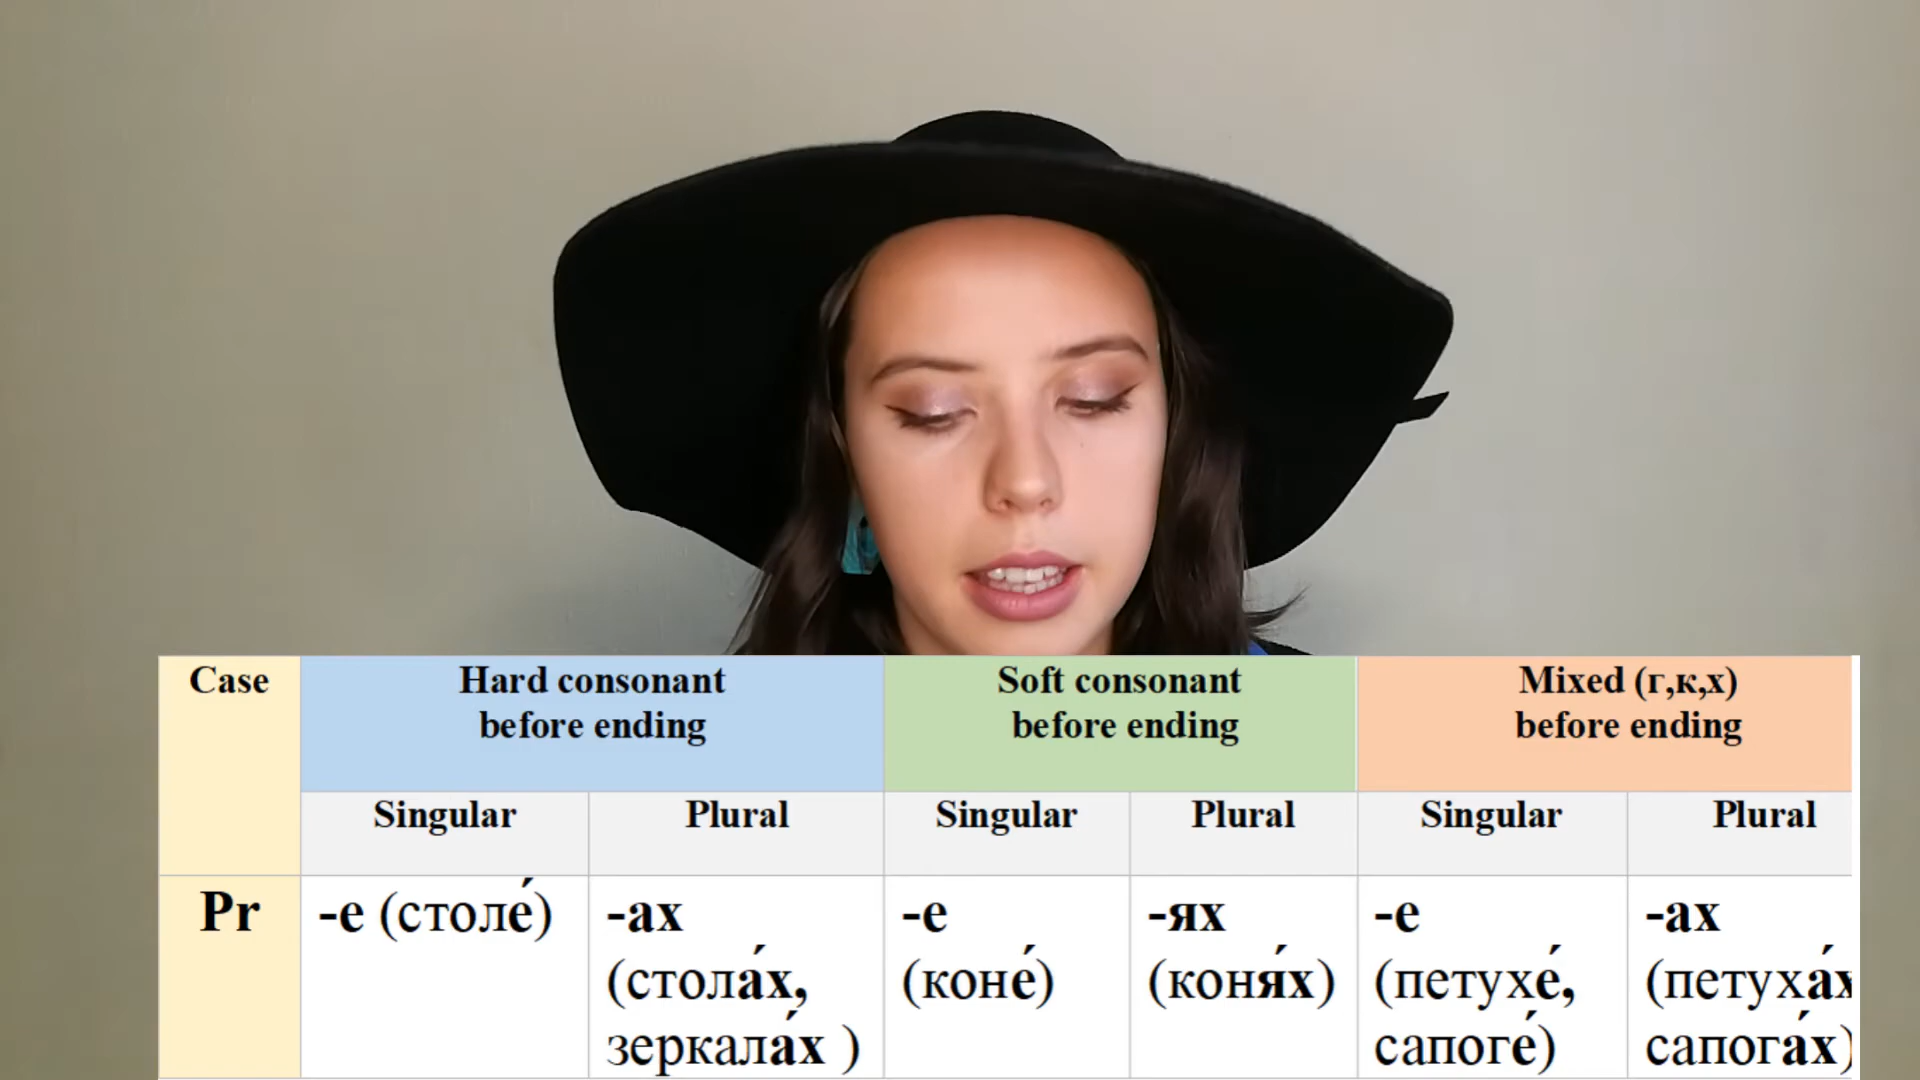 Case
Hard consonant
before ending
Soft consonant
before ending
Mixed (г,к,х)
before ending
Singular
Plural
Singular
Plural
Singular
Plural
Pr
-е (столе́)
-ах
(стола́х,
зеркала́х )
-е
(коне́)
-ях
(коня́х)
-е
(петухе́,
сапоге́)
-ах
(петуха́х
сапога́х)